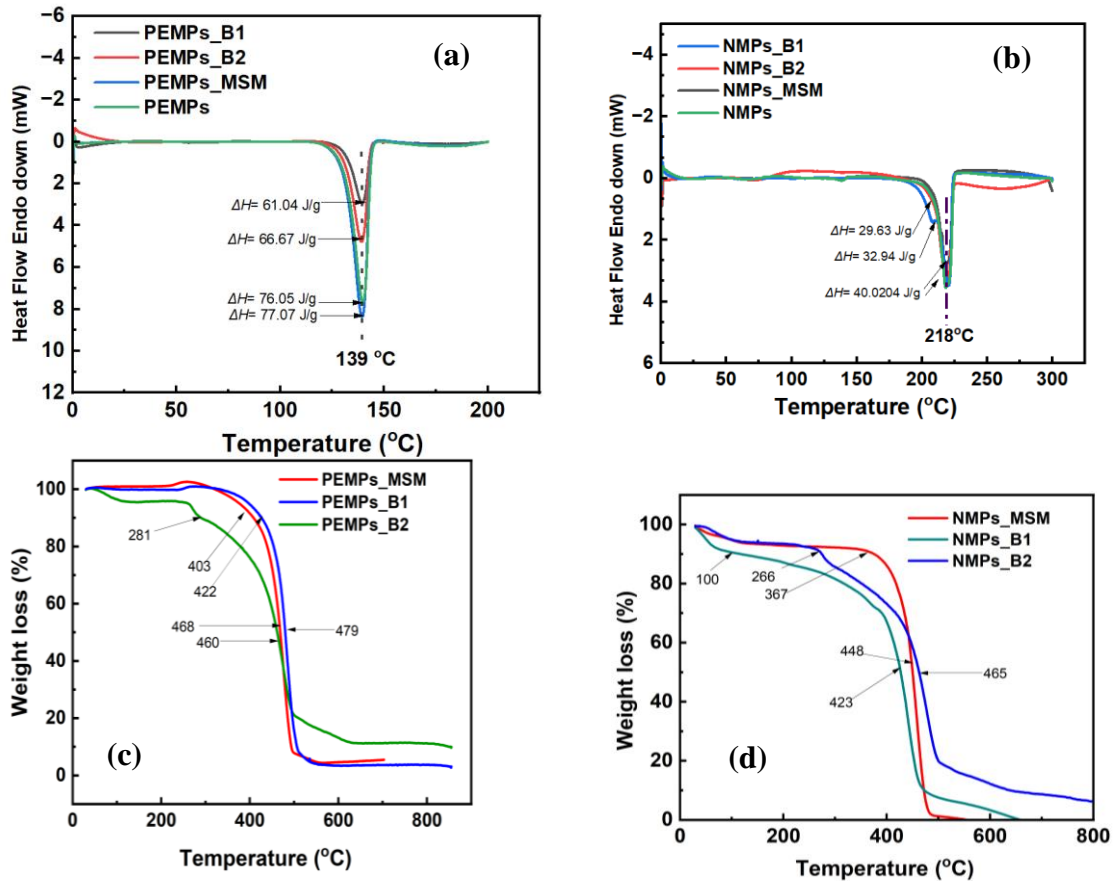 PEMPs_B1
PEMPs_B2
PEMPs_MSM
PEMPs
(a)
Heat Flow Endo down (mW)
−6
−4
−2
0
2
4
6
8
10
12
ΔH= 61.04 J/g
ΔH= 66.67 J/g
ΔH= 76.05 J/g
ΔH= 77.07 J/g
139 °C
0 50 100 150 200
Temperature (°C)
NMPs_B1
NMPs_B2
NMPs_MSM
NMPs
(b)
Heat Flow Endo down (mW)
−4
−2
0
2
4
6
ΔH= 29.63 J/g
ΔH= 32.94 J/g
ΔH= 40.0204 J/g
218°C
0 50 100 150 200 250 300
Temperature (°C)
PEMPs_MSM
PEMPs_B1
PEMPs_B2
(c)
Weight loss (%)
100
80
60
40
20
0
281
403
422
468
460
479
0 200 400 600 800
Temperature (°C)
NMPs_MSM
NMPs_B1
NMPs_B2
(d)
Weight loss (%)
100
80
60
40
20
0
100
266
367
448
423
465
0 200 400 600 800
Temperature (°C)